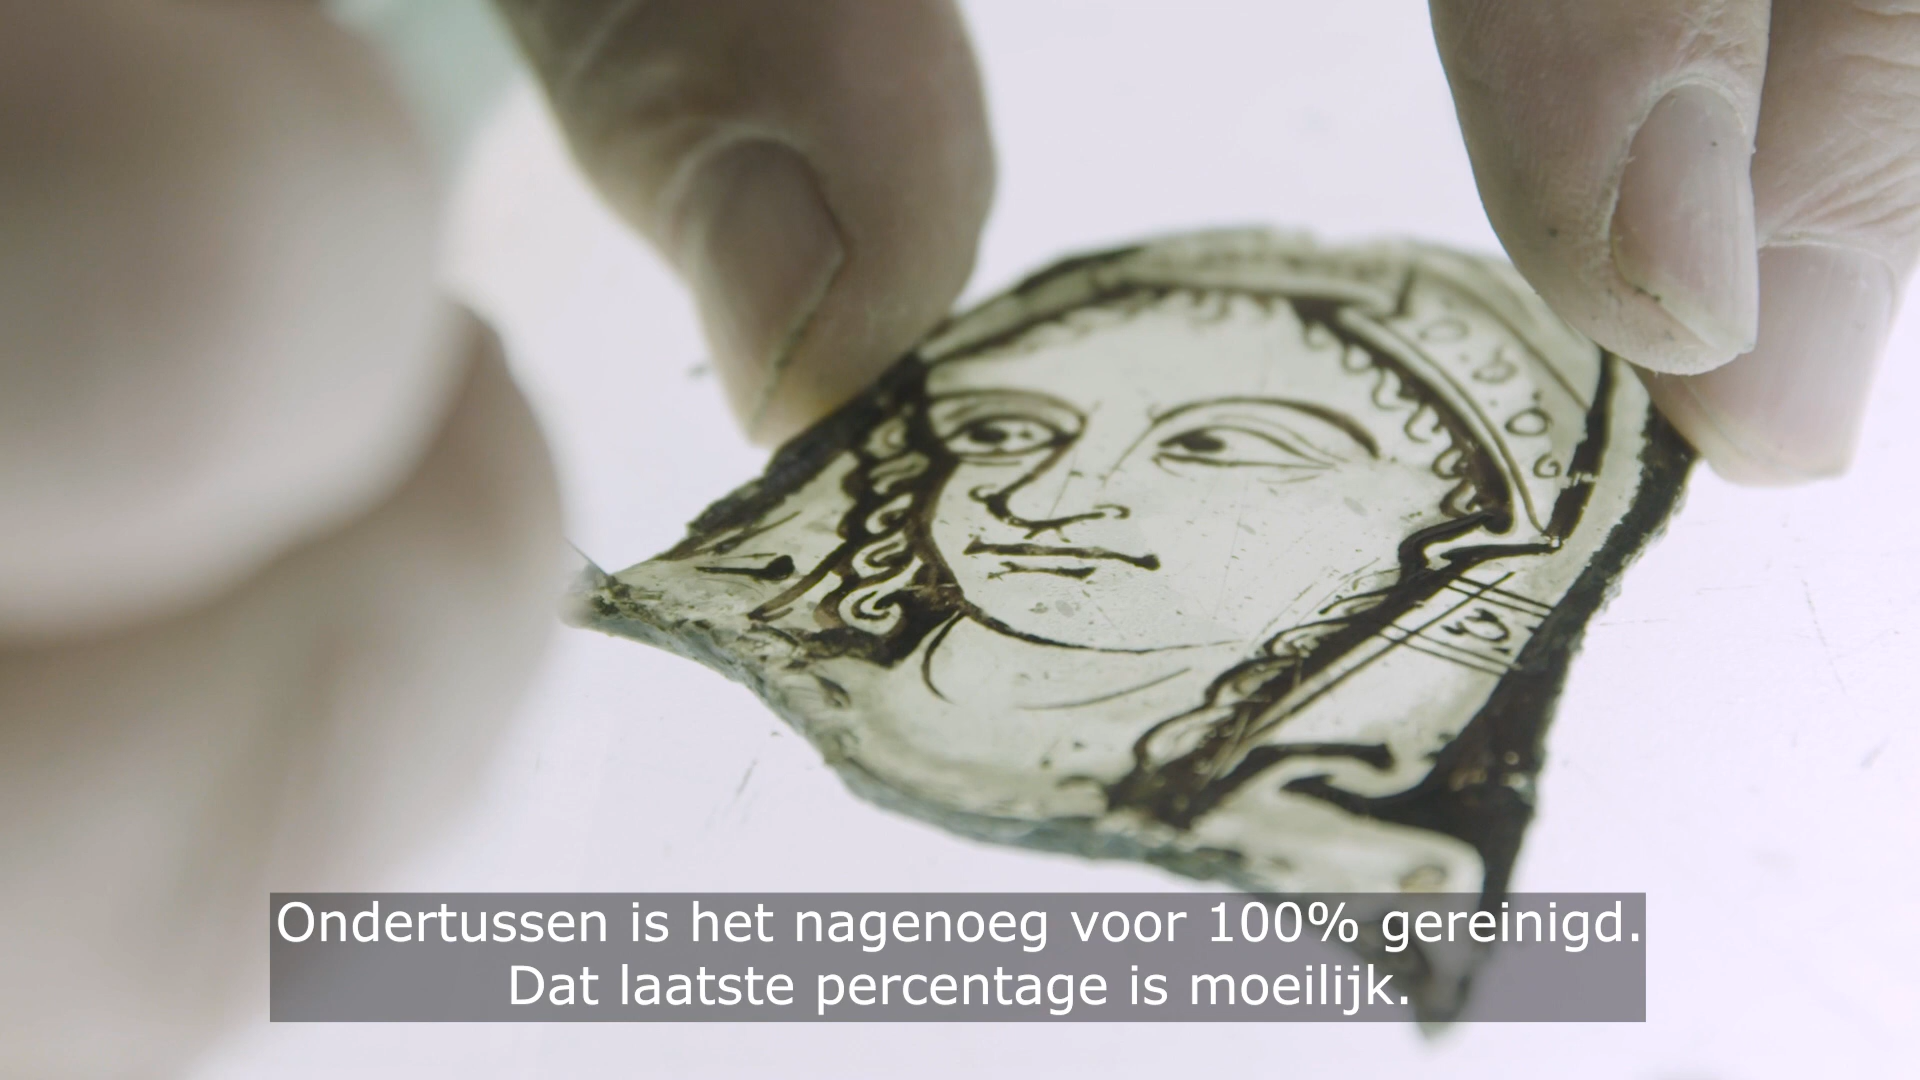 Ondertussen is het nagenoeg voor 100% gereinigd.
Dat laatste percentage is moeilijk.